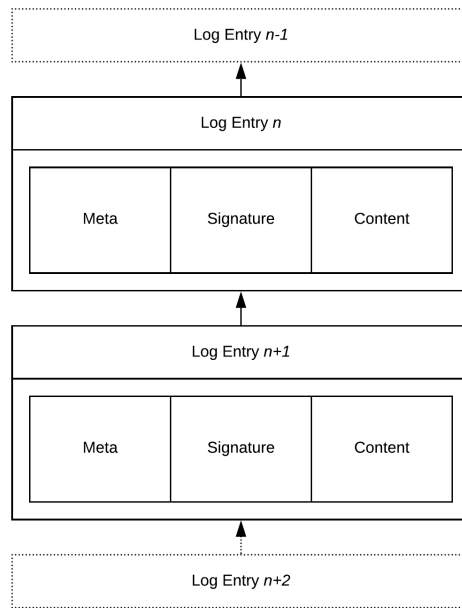 Log Entry n-1
Log Entry n
Meta Signature Content
Log Entry n+1
Meta Signature Content
Log Entry n+2